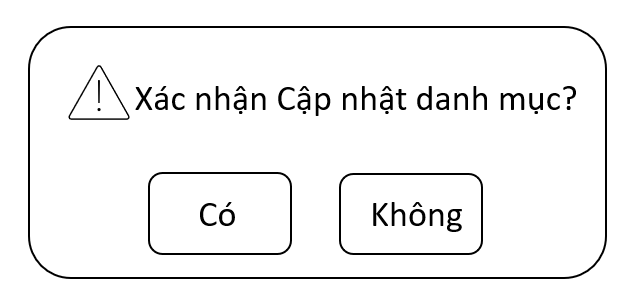 Xác nhận Cập nhật danh mục?
Có
Không